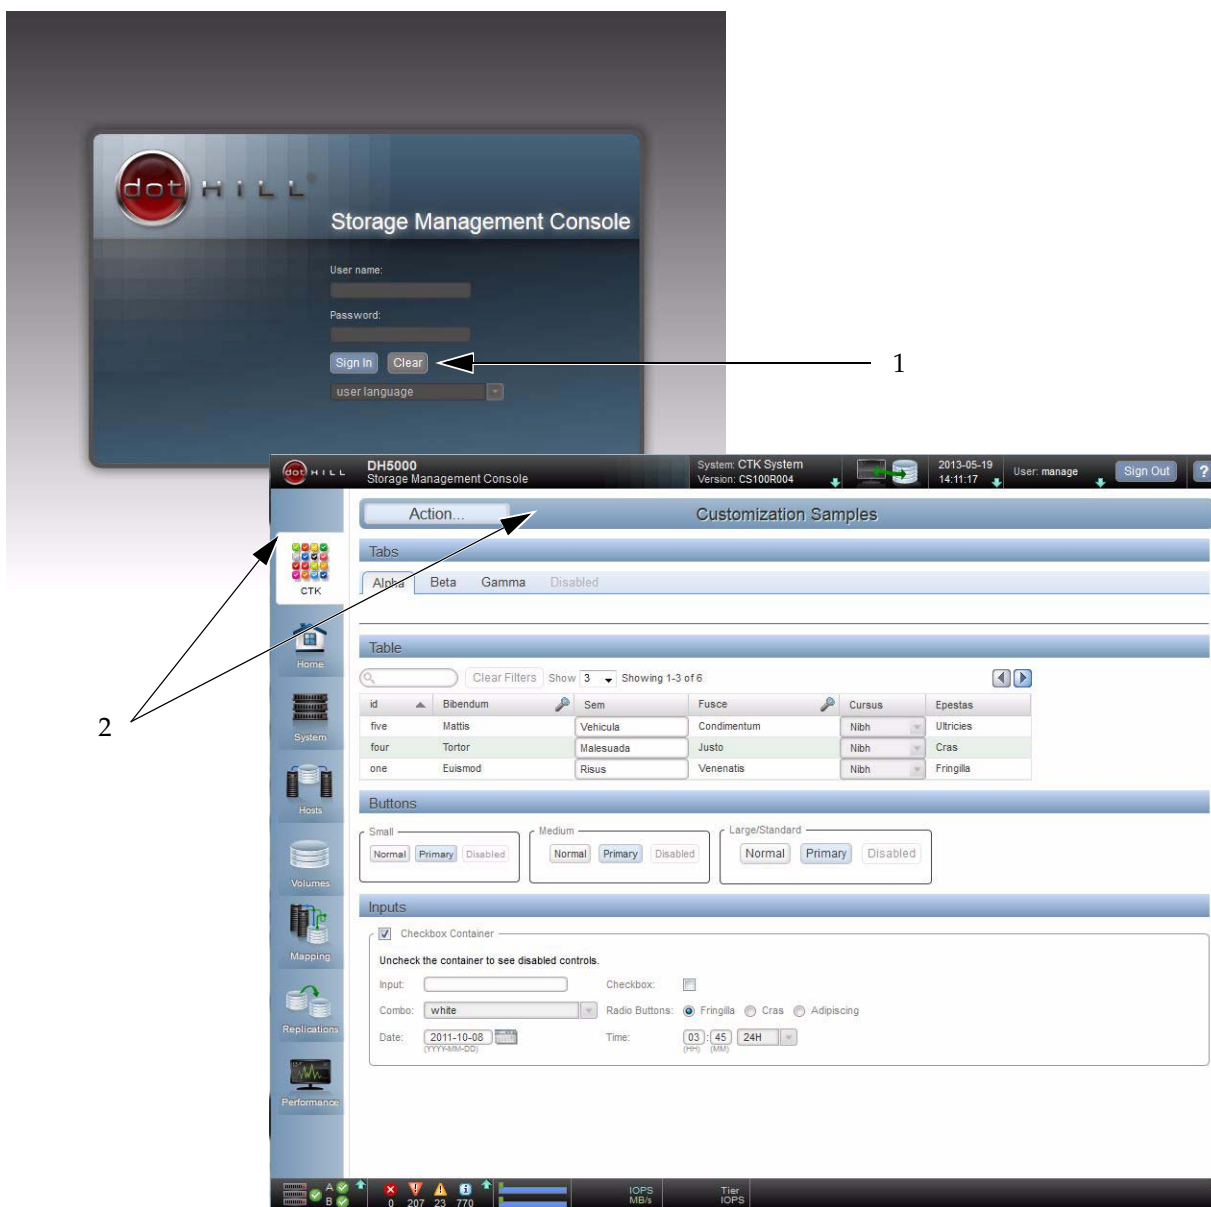 dot HiLL®
Storage Management Console
User name:
Password:
Sign In Clear
user language
1
dot HiLL
DH5000
Storage Management Console
System: CTK System
Version: CS100R004
2013-05-19
14:11:17
User: manage
Sign Out
?
Action...
Customization Samples
CTK
Home
System
Hosts
Volumes
Mapping
Replications
Performance
2
Tabs
Alpha Beta Gamma Disabled
Table
Clear Filters Show 3 Showing 1-3 of 6
id Bibendum Sem Fusce Cursus Epestas
five Mattis Vehicula Condimentum Nibh Ultricies
four Tortor Malesuada Justo Nibh Cras
one Euismod Risus Venenatis Nibh Fringilla
Buttons
Small
Normal Primary Disabled
Medium
Normal Primary Disabled
Large/Standard
Normal Primary Disabled
Inputs
Checkbox Container
Uncheck the container to see disabled controls.
Input: Checkbox:
Combo: white Radio Buttons: Fringilla Cras Adipiscing
Date: 2011-10-08 Time: 03 : 45 24H
(YYYY-MM-DD) (HH) (MM)
A
B
0 207 23 770
IOPS
MB/s
Tier
IOPS